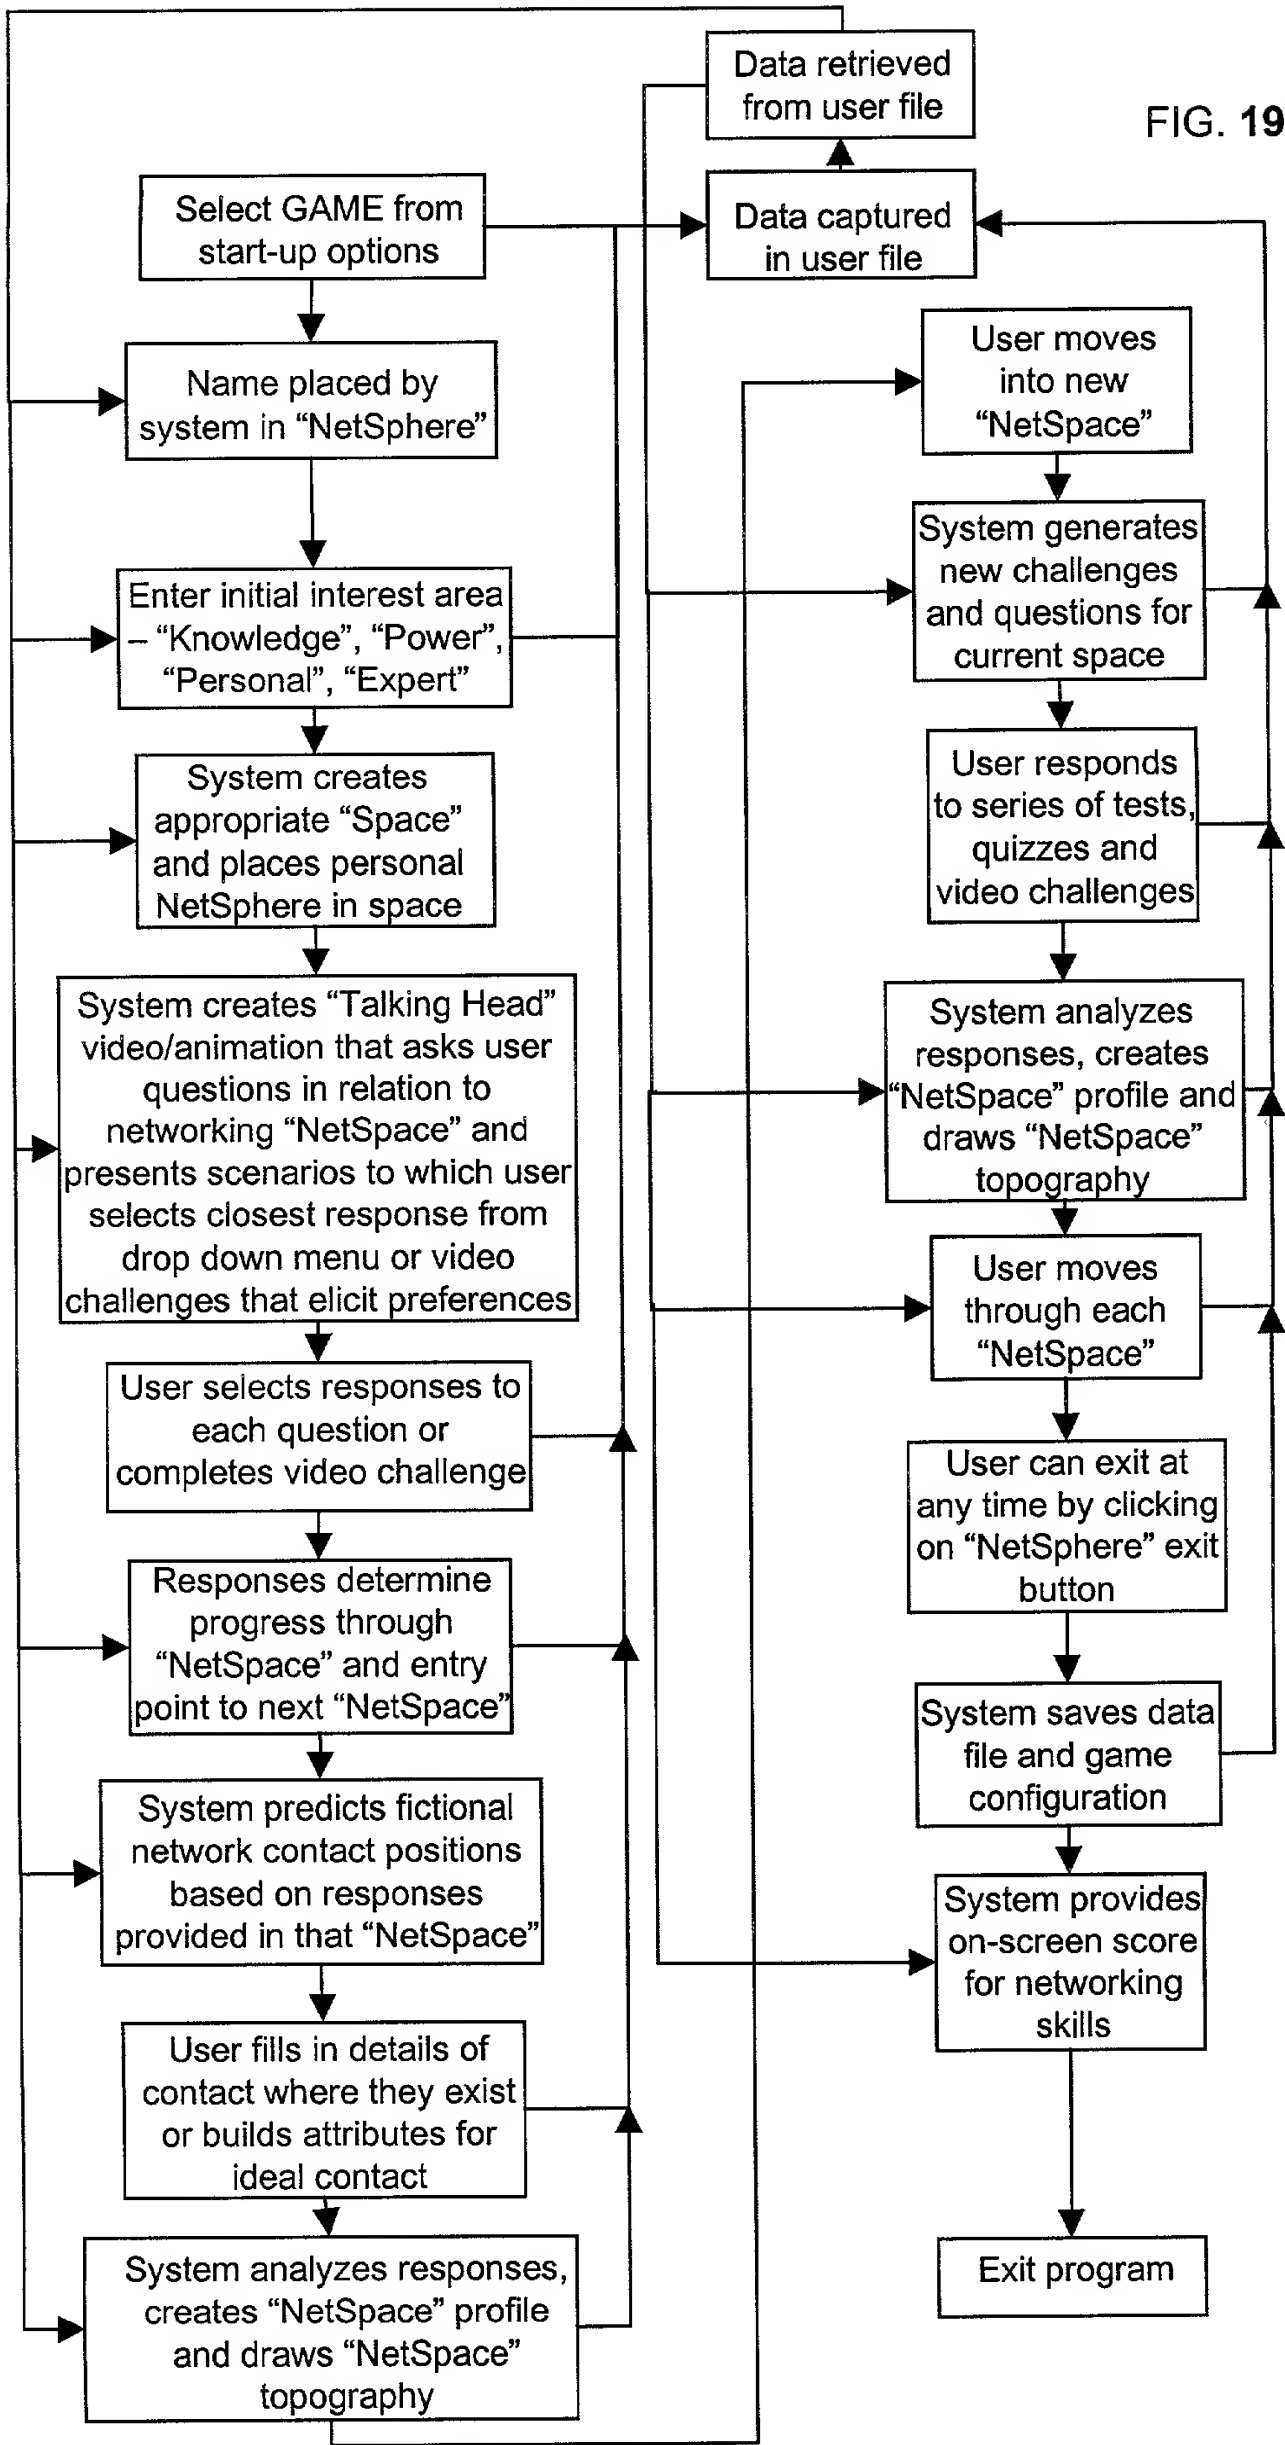 Data retrieved
from user file
FIG. 19
Select GAME from
start-up options
Data captured
in user file
Name placed by
system in “NetSphere”
Enter initial interest area
– “Knowledge”, “Power”,
“Personal”, “Expert”
System creates
appropriate “Space”
and places personal
NetSphere in space
System creates “Talking Head”
video/animation that asks user
questions in relation to
networking “NetSpace” and
presents scenarios to which user
selects closest response from
drop down menu or video
challenges that elicit preferences
User selects responses to
each question or
completes video challenge
Responses determine
progress through
“NetSpace” and entry
point to next “NetSpace”
System predicts fictional
network contact positions
based on responses
provided in that “NetSpace”
User fills in details of
contact where they exist
or builds attributes for
ideal contact
System analyzes responses,
creates “NetSpace” profile
and draws “NetSpace”
topography
User moves
into new
“NetSpace”
System generates
new challenges
and questions for
current space
User responds
to series of tests,
quizzes and
video challenges
System analyzes
responses, creates
“NetSpace” profile and
draws “NetSpace”
topography
User moves
through each
“NetSpace”
User can exit at
any time by clicking
on “NetSphere” exit
button
System saves data
file and game
configuration
System provides
on-screen score
for networking
skills
Exit program